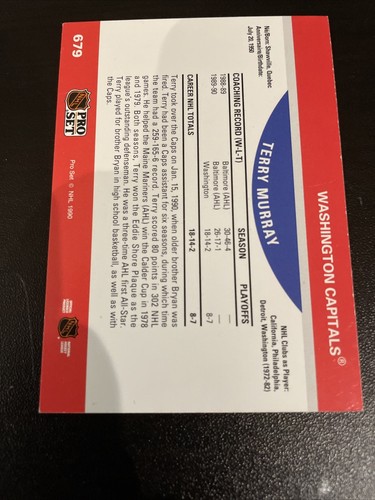 WASHINGTON CAPITALS®
TERRY MURRAY
Né/Born: Shawville, Quebec
Anniversaire/Birthdate:
July 20, 1950
NHL Clubs as Player:
California, Philadelphia,
Detroit, Washington (1972-82)
COACHING RECORD (W-L-T) SEASON PLAYOFFS
1988-89 Baltimore (AHL) 30-46-4
1989-90 Baltimore (AHL) 26-17-1
Washington 18-14-2 8-7
CAREER NHL TOTALS 18-14-2 8-7
Terry took over the Caps on Jan. 15, 1990, when older brother Bryan was
fired. Terry had been a Caps assistant for six seasons, during which time
the team had a 259-165-6 record. Terry scored 80 points in 302 NHL
games. He helped the Maine Mariners (AHL) win the Calder Cup in 1978
and 1979. Both seasons, Terry won the Eddie Shore Plaque as the
league's outstanding defenseman. He was a three-time AHL first All-Star.
Terry played for brother Bryan in high school basketball, as well as with
the Caps.
679
NHL
PRO
SET
Pro Set © NHL 1990